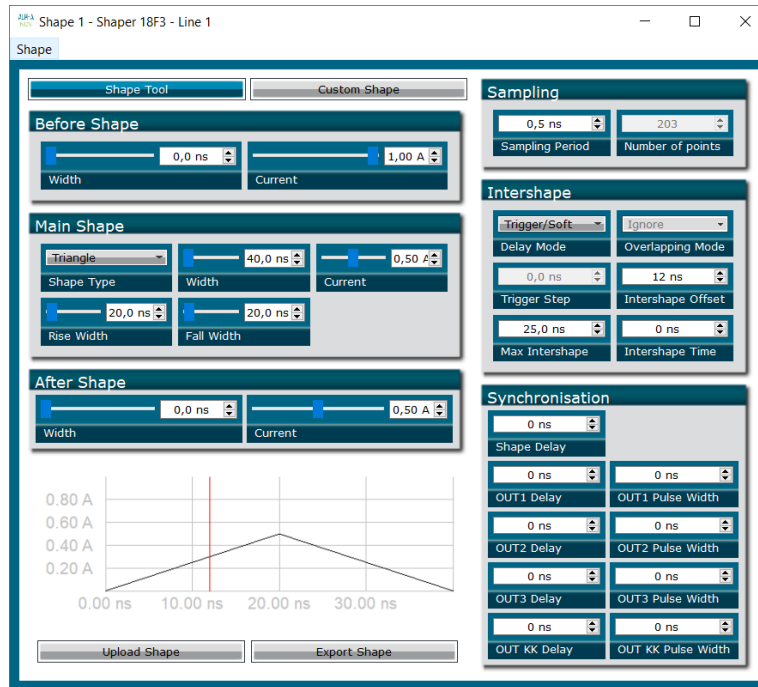 ALPhA
NOV
Shape 1 - Shaper 18F3 - Line 1
Shape
Shape Tool
Custom Shape
Before Shape
0,0 ns
1,00 A
Width
Current
Main Shape
Triangle
40,0 ns
0,50 A
Shape Type
Width
Current
20,0 ns
20,0 ns
Rise Width
Fall Width
After Shape
0,0 ns
0,50 A
Width
Current
0.80 A
0.60 A
0.40 A
0.20 A
0.00 ns
10.00 ns
20.00 ns
30.00 ns
Upload Shape
Export Shape
Sampling
0,5 ns
203
Sampling Period
Number of points
Intershape
Trigger/Soft
Ignore
Delay Mode
Overlapping Mode
0,0 ns
12 ns
Trigger Step
Intershape Offset
25,0 ns
0 ns
Max Intershape
Intershape Time
Synchronisation
0 ns
Shape Delay
0 ns
0 ns
OUT1 Delay
OUT1 Pulse Width
0 ns
0 ns
OUT2 Delay
OUT2 Pulse Width
0 ns
0 ns
OUT3 Delay
OUT3 Pulse Width
0 ns
0 ns
OUT KK Delay
OUT KK Pulse Width